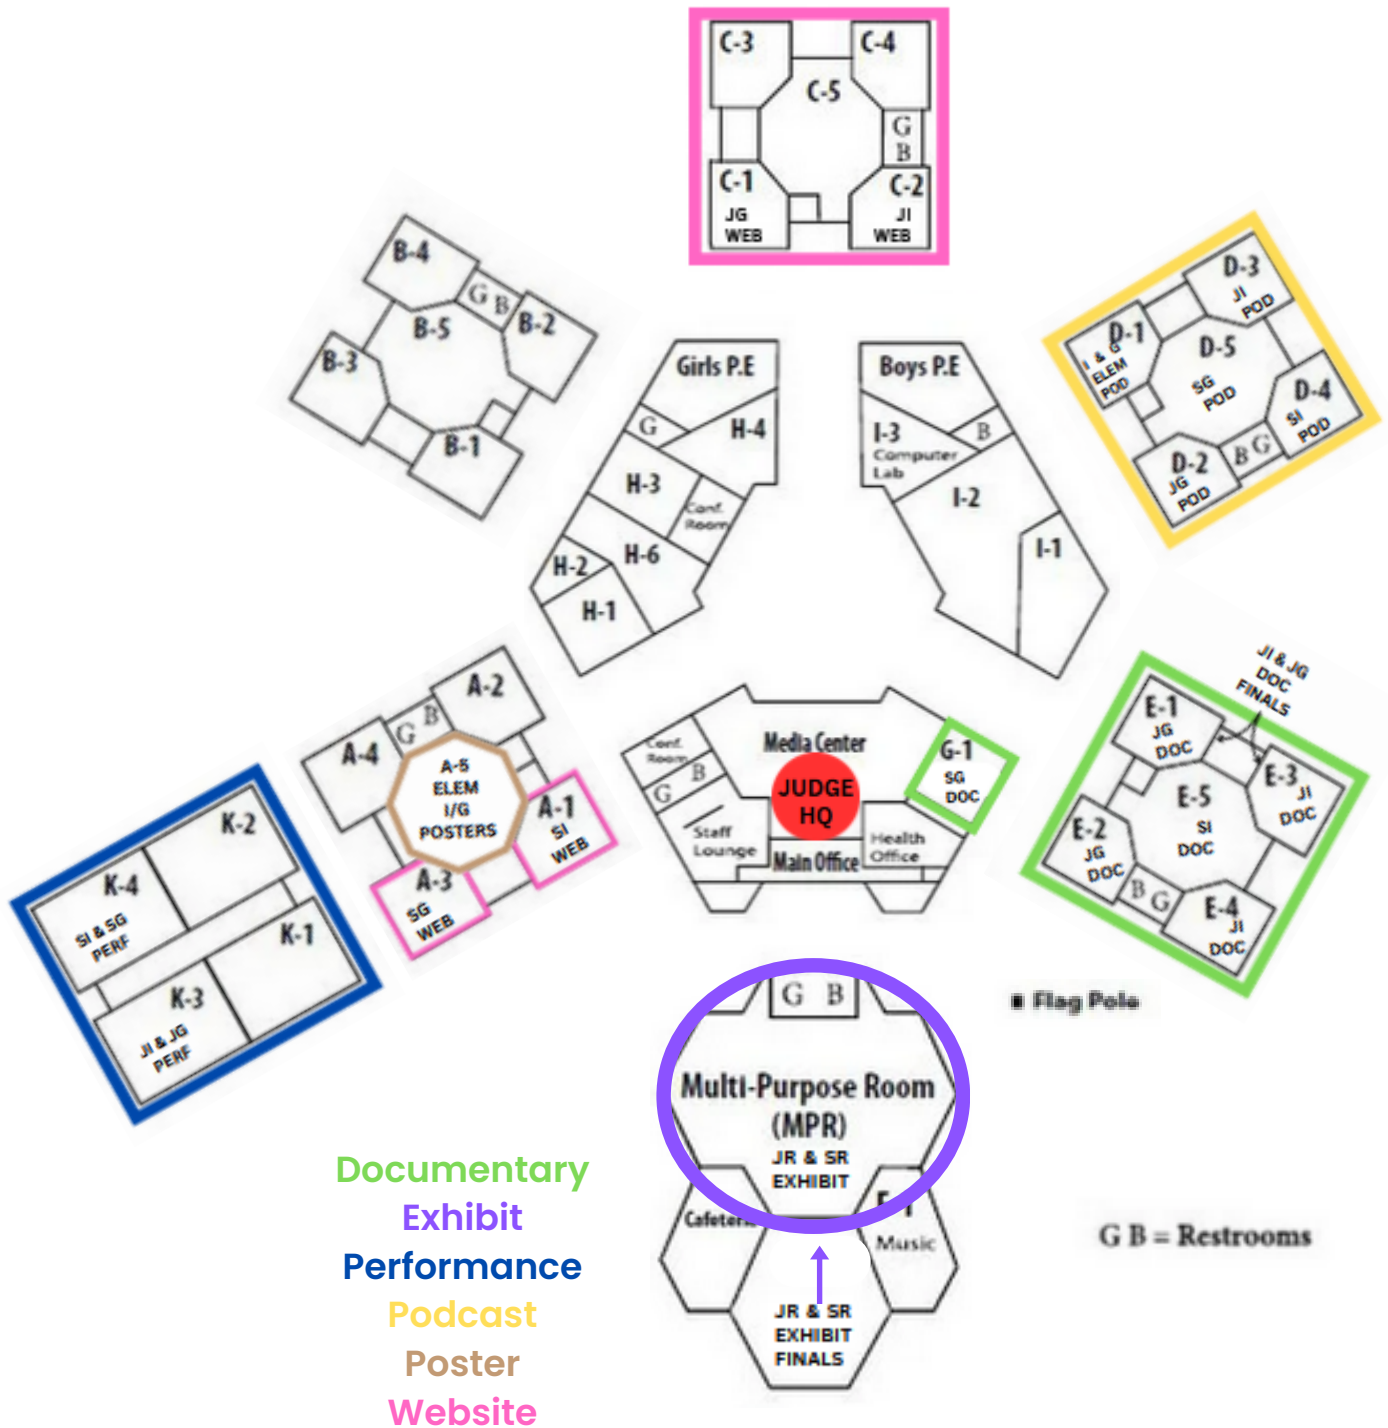 C-3
C-4
C-5
G
B
C-1
JG
WEB
C-2
JI
WEB
B-4
G B
B-2
B-5
B-3
B-1
D-3
JI
POD
D-1
I & G
ELEM
POD
D-5
SG
POD
D-4
SI
POD
D-2
JG
POD
B G
Girls P.E
G
H-4
H-3
Conf.
Room
H-6
H-2
H-1
Boys P.E
B
I-3
Computer
Lab
I-2
I-1
JI & JG
DOC
FINALS
E-1
JG
DOC
E-3
JI
DOC
E-5
SI
DOC
E-2
JG
DOC
B G
E-4
JI
DOC
A-2
G B
A-4
A-5
ELEM
I/G
POSTERS
A-1
SI
WEB
A-3
SG
WEB
Conf.
Room
B
G
Media Center
JUDGE
HQ
G-1
SG
DOC
Staff
Lounge
Health
Office
Main Office
K-2
K-4
SI & SG
PERF
K-1
K-3
JI & JG
PERF
G B
Flag Pole
Multi-Purpose Room
(MPR)
JR & SR
EXHIBIT
Music
JR & SR
EXHIBIT
FINALS
G B = Restrooms
Documentary
Exhibit
Performance
Podcast
Poster
Website